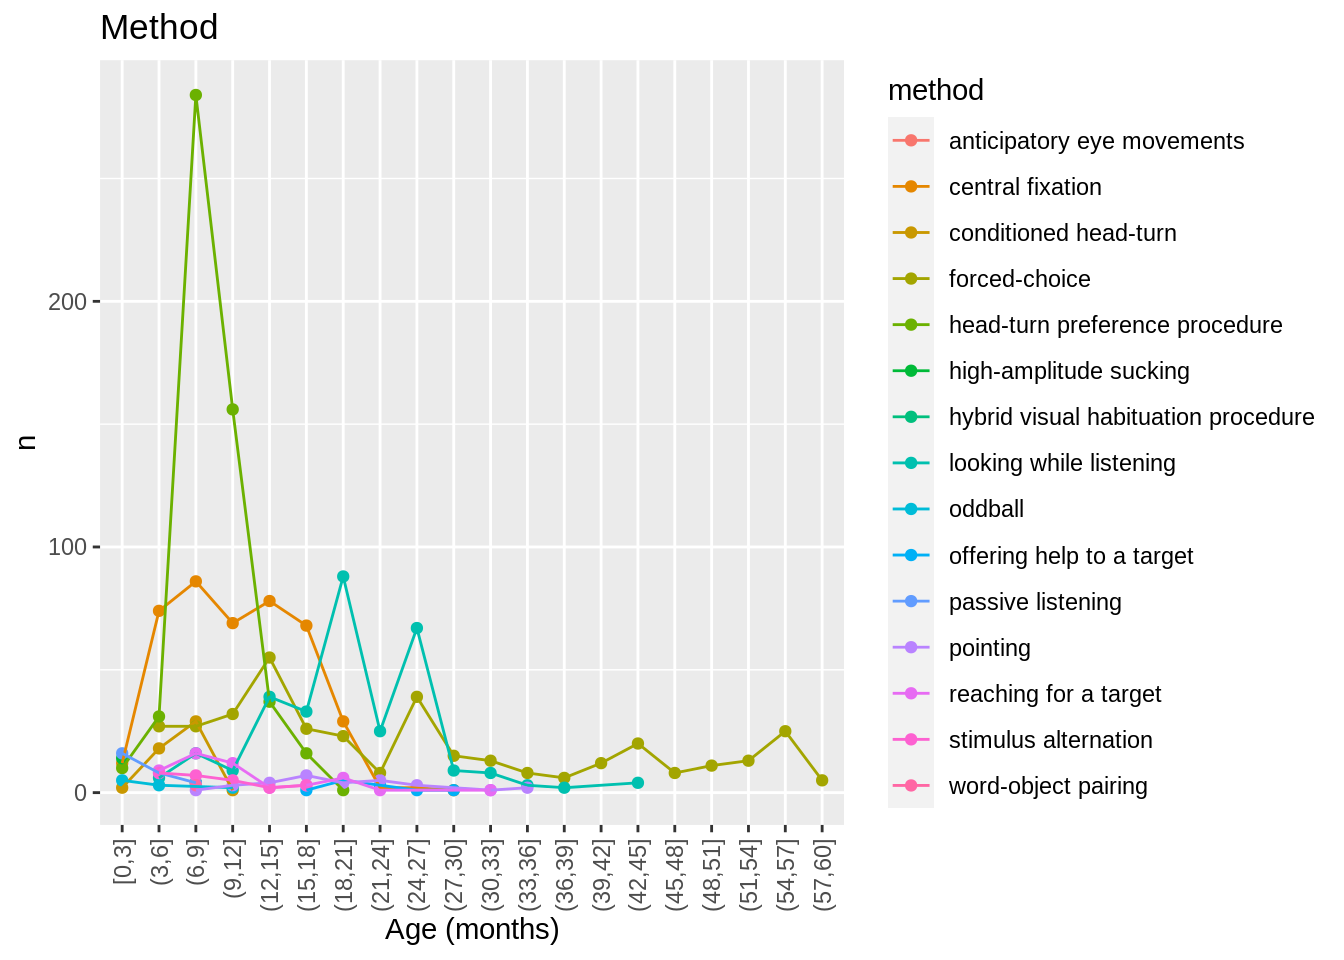 Method
n
200
100
0
[0,3]
(3,6]
(6,9]
(9,12]
(12,15]
(15,18]
(18,21]
(21,24]
(24,27]
(27,30]
(30,33]
(33,36]
(36,39]
(39,42]
(42,45]
(45,48]
(48,51]
(51,54]
(54,57]
(57,60]
Age (months)
method
anticipatory eye movements
central fixation
conditioned head-turn
forced-choice
head-turn preference procedure
high-amplitude sucking
hybrid visual habituation procedure
looking while listening
oddball
offering help to a target
passive listening
pointing
reaching for a target
stimulus alternation
word-object pairing